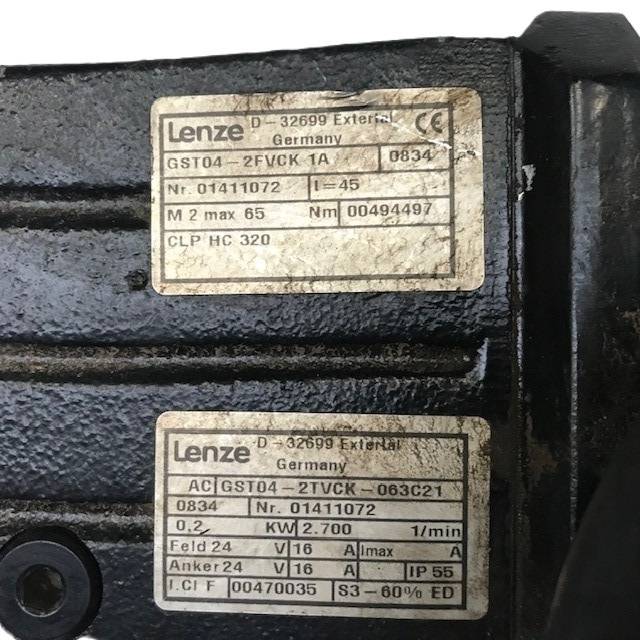 Lenze D-32699 Extertal
Germany CE
GST04-2FVCK 1A 0834
Nr. 01411072 I=45
M 2 max 65 Nm 00494497
CLP HC 320
Lenze D-32699 Extertal
Germany
AC GST04-2TVCK-063C21
0834 Nr. 01411072
0,2 KW 2.700 1/min
Feld 24 V 16 A Imax A
Anker 24 V 16 A IP 55
I.Cl F 00470035 S3-60% ED